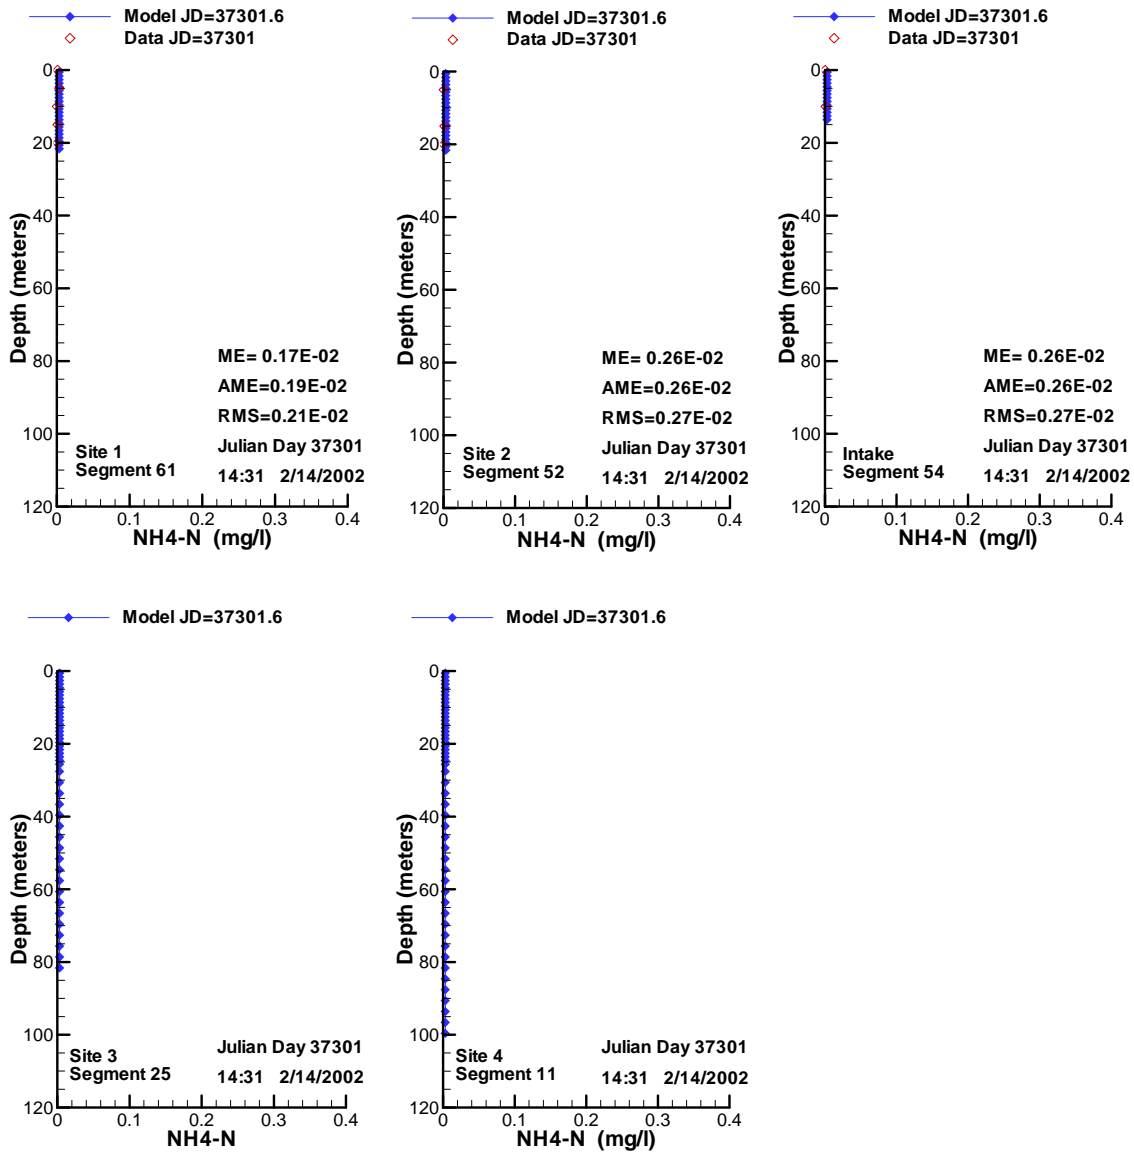 Model JD=37301.6
Data JD=37301
0
20
40
60
80
100
120
Depth (meters)
ME= 0.17E-02
AME=0.19E-02
RMS=0.21E-02
Site 1
Segment 61
Julian Day 37301
14:31 2/14/2002
0 0.1 0.2 0.3 0.4
NH4-N (mg/l)
Model JD=37301.6
Data JD=37301
0
20
40
60
80
100
120
Depth (meters)
ME= 0.26E-02
AME=0.26E-02
RMS=0.27E-02
Site 2
Segment 52
Julian Day 37301
14:31 2/14/2002
0 0.1 0.2 0.3 0.4
NH4-N (mg/l)
Model JD=37301.6
Data JD=37301
0
20
40
60
80
100
120
Depth (meters)
ME= 0.26E-02
AME=0.26E-02
RMS=0.27E-02
Intake
Segment 54
Julian Day 37301
14:31 2/14/2002
0 0.1 0.2 0.3 0.4
NH4-N (mg/l)
Model JD=37301.6
0
20
40
60
80
100
120
Depth (meters)
Site 3
Segment 25
Julian Day 37301
14:31 2/14/2002
0 0.1 0.2 0.3 0.4
NH4-N
Model JD=37301.6
0
20
40
60
80
100
120
Depth (meters)
Site 4
Segment 11
Julian Day 37301
14:31 2/14/2002
0 0.1 0.2 0.3 0.4
NH4-N (mg/l)